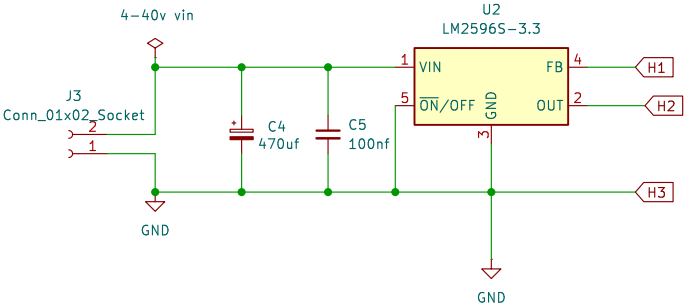 4-40v vin
U2
LM2596S-3.3
1 VIN FB 4 H1
J3
Conn_01x02_Socket
2
1
5 ON/OFF GND OUT 2 H2
3
C4
470uf
C5
100nf
H3
GND
GND